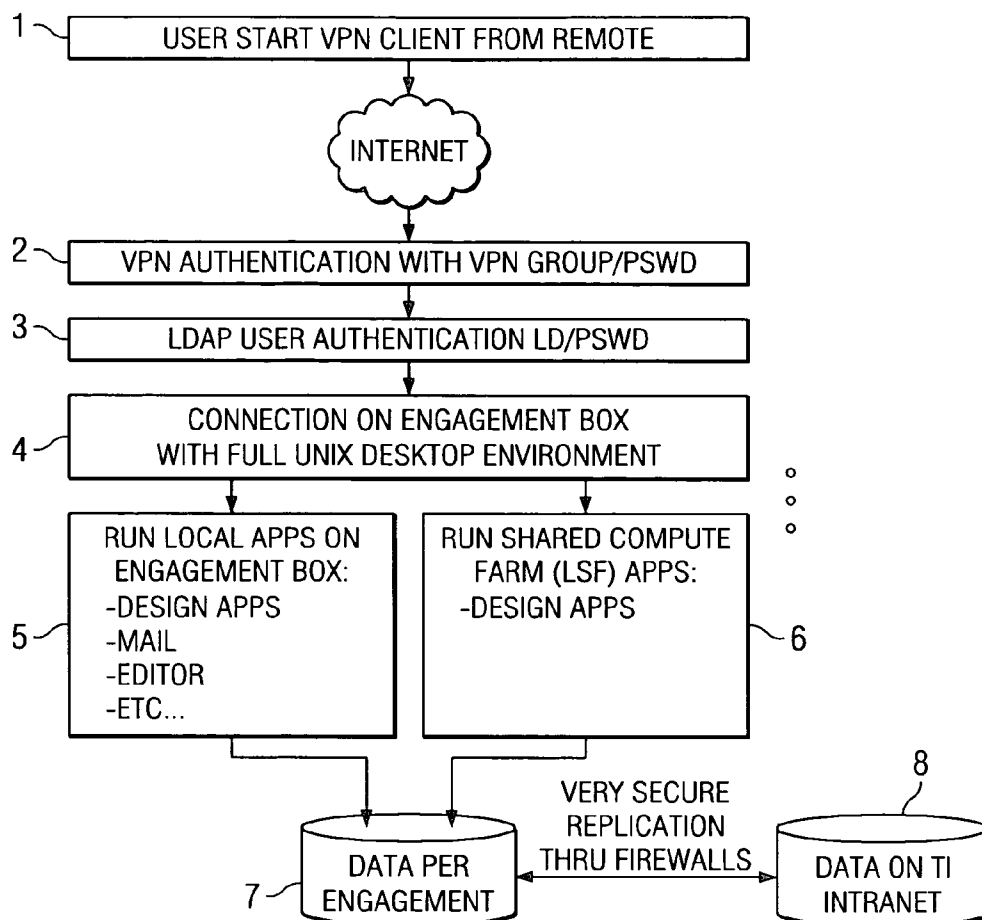 1
USER START VPN CLIENT FROM REMOTE
INTERNET
2
VPN AUTHENTICATION WITH VPN GROUP/PSWD
3
LDAP USER AUTHENTICATION LD/PSWD
4
CONNECTION ON ENGAGEMENT BOX
WITH FULL UNIX DESKTOP ENVIRONMENT
5
RUN LOCAL APPS ON
ENGAGEMENT BOX:
-DESIGN APPS
-MAIL
-EDITOR
-ETC...
RUN SHARED COMPUTE
FARM (LSF) APPS:
-DESIGN APPS
6
7
DATA PER
ENGAGEMENT
VERY SECURE
REPLICATION
THRU FIREWALLS
8
DATA ON TI
INTRANET